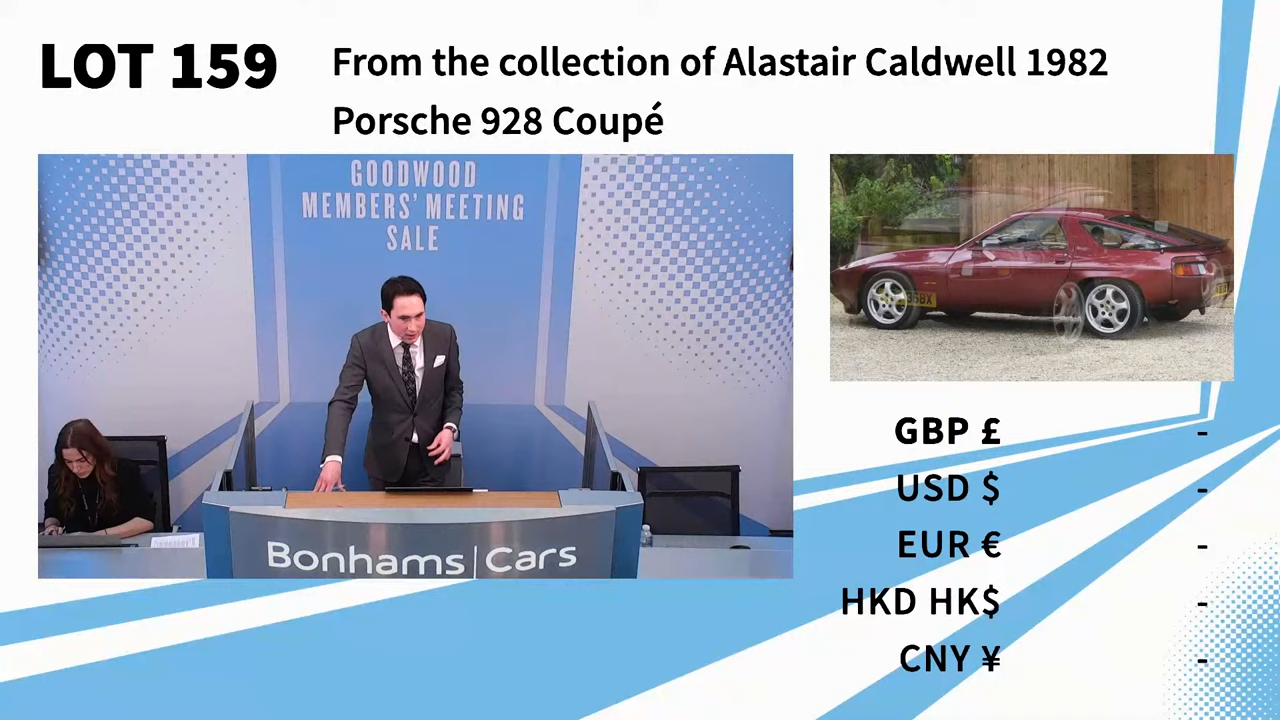 LOT 159
From the collection of Alastair Caldwell 1982
Porsche 928 Coupé
GOODWOOD
MEMBERS' MEETING
SALE
Bonhams | Cars
GBP £ -
USD $ -
EUR € -
HKD HK$ -
CNY ¥ -